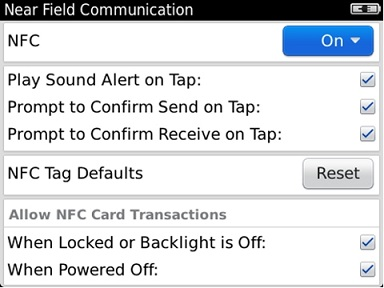 Near Field Communication
NFC On
Play Sound Alert on Tap:
Prompt to Confirm Send on Tap:
Prompt to Confirm Receive on Tap:
NFC Tag Defaults Reset
Allow NFC Card Transactions
When Locked or Backlight is Off:
When Powered Off: